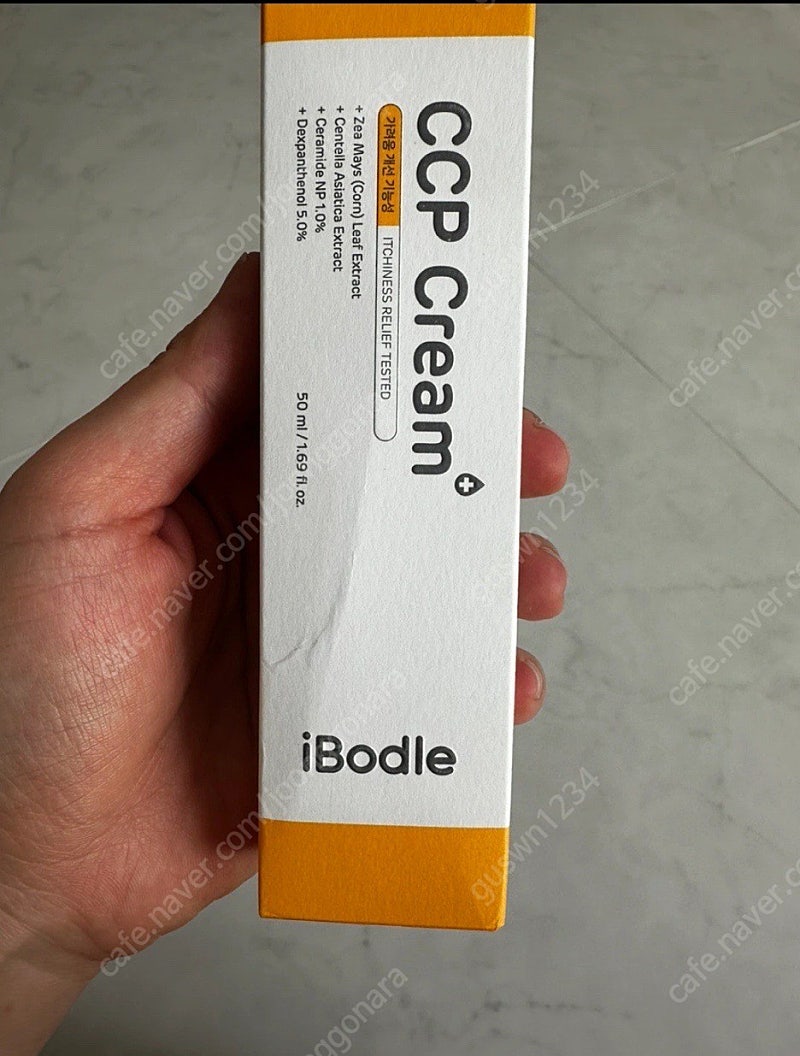 CCP Cream
가려움 개선 기능성 ITCHINESS RELIEF TESTED
+ Zea Mays (Corn) Leaf Extract
+ Centella Asiatica Extract
+ Ceramide NP 1.0%
+ Dexpanthenol 5.0%
50 ml / 1.69 fl. oz.
iBodle
cafe.naver.com/joonggonara
guswn1234